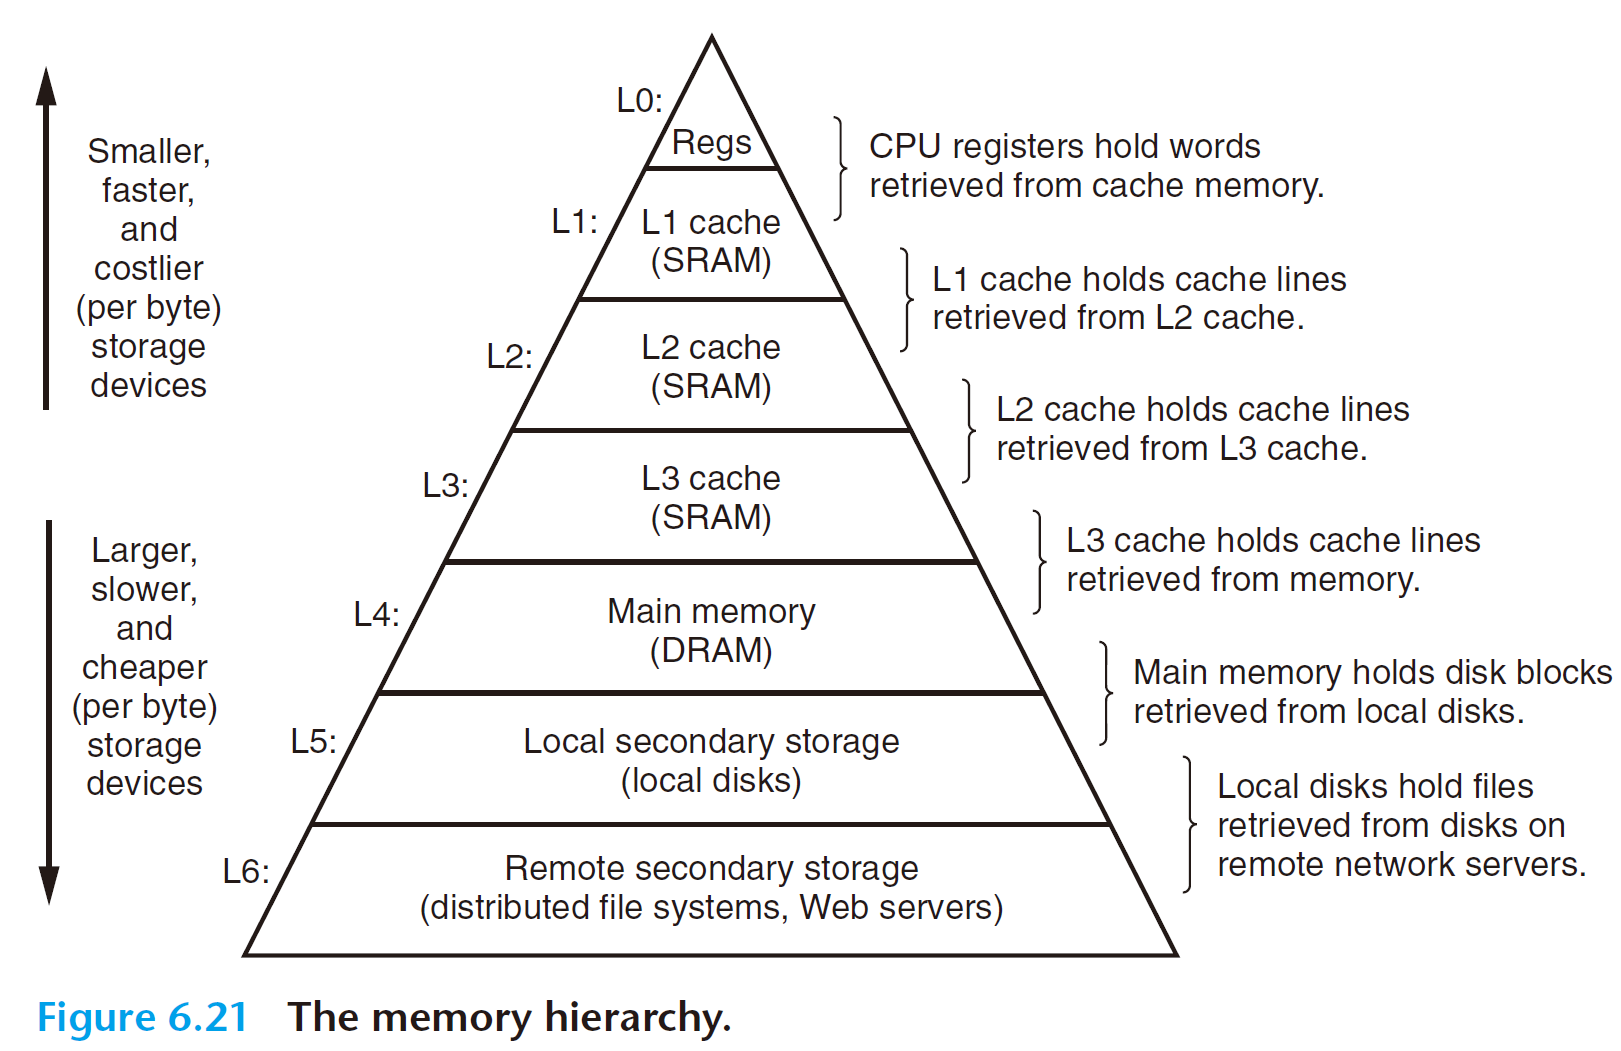 Smaller,
faster,
and
costlier
(per byte)
storage
devices
Larger,
slower,
and
cheaper
(per byte)
storage
devices
L0:
Regs
CPU registers hold words
retrieved from cache memory.
L1:
L1 cache
(SRAM)
L1 cache holds cache lines
retrieved from L2 cache.
L2:
L2 cache
(SRAM)
L2 cache holds cache lines
retrieved from L3 cache.
L3:
L3 cache
(SRAM)
L3 cache holds cache lines
retrieved from memory.
L4:
Main memory
(DRAM)
Main memory holds disk blocks
retrieved from local disks.
L5:
Local secondary storage
(local disks)
Local disks hold files
retrieved from disks on
remote network servers.
L6:
Remote secondary storage
(distributed file systems, Web servers)
Figure 6.21 The memory hierarchy.